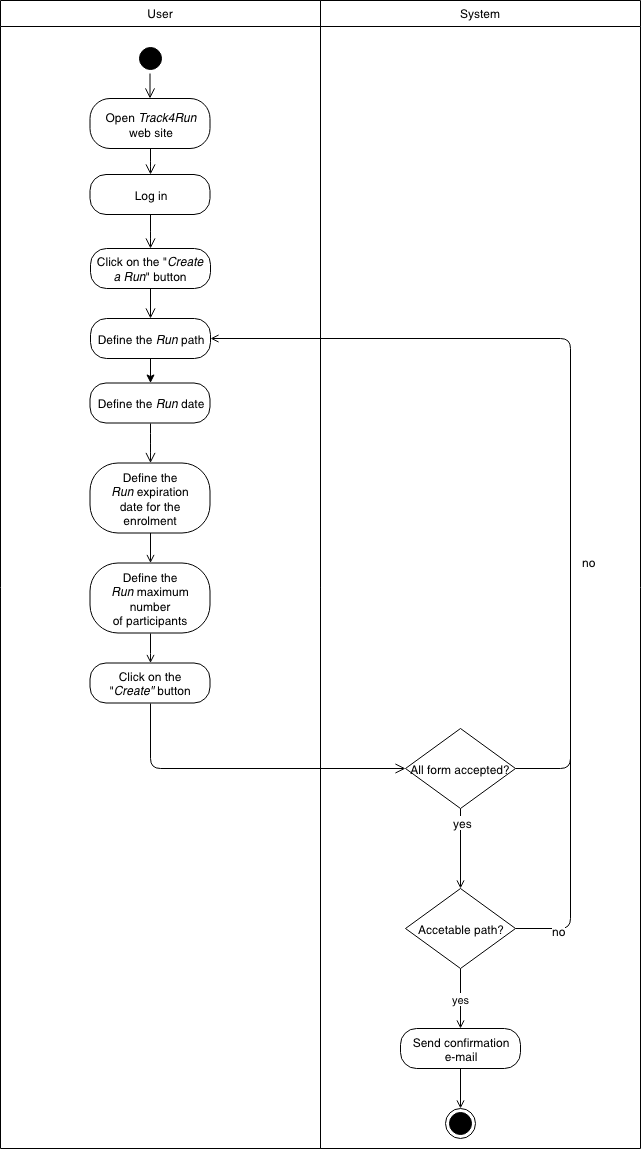 User
System
Open Track4Run
web site
Log in
Click on the "Create
a Run" button
Define the Run path
Define the Run date
Define the
Run expiration
date for the
enrolment
no
Define the
Run maximum
number
of participants
Click on the
"Create" button
All form accepted?
yes
Accetable path?
no
yes
Send confirmation
e-mail